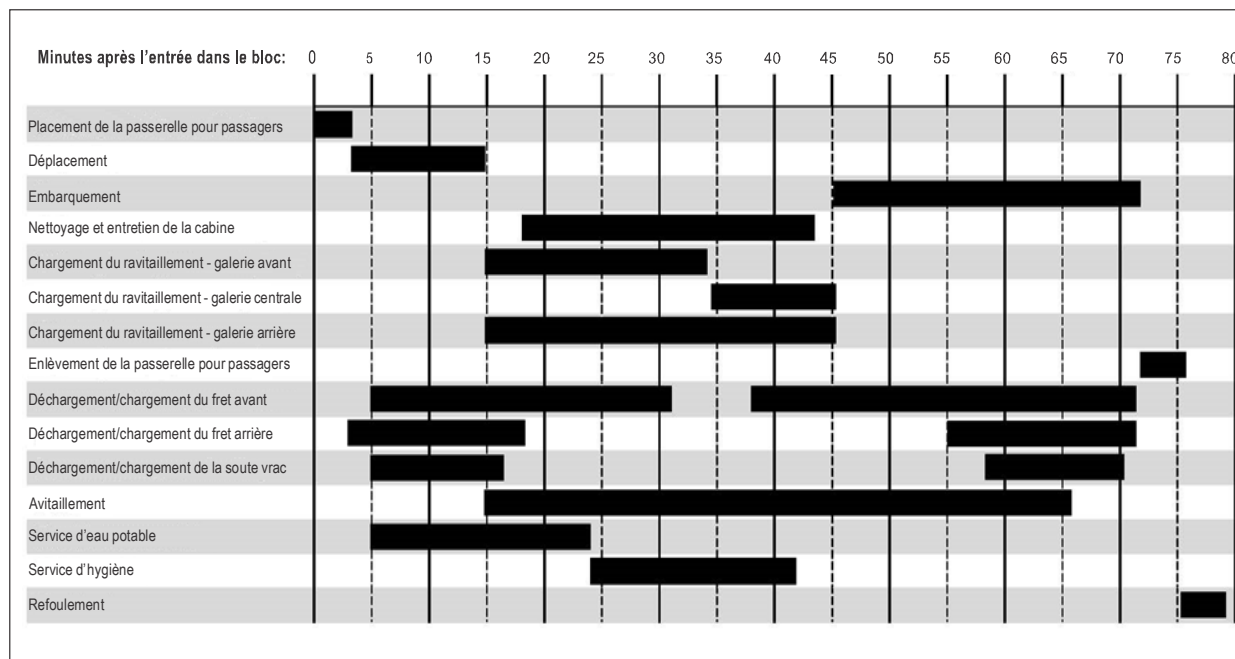 Minutes après l'entrée dans le bloc: 0 5 10 15 20 25 30 35 40 45 50 55 60 65 70 75 80
Placement de la passerelle pour passagers
Déplacement
Embarquement
Nettoyage et entretien de la cabine
Chargement du ravitaillement - galerie avant
Chargement du ravitaillement - galerie centrale
Chargement du ravitaillement - galerie arrière
Enlèvement de la passerelle pour passagers
Déchargement/chargement du fret avant
Déchargement/chargement du fret arrière
Déchargement/chargement de la soute vrac
Avitaillement
Service d'eau potable
Service d'hygiène
Refoulement